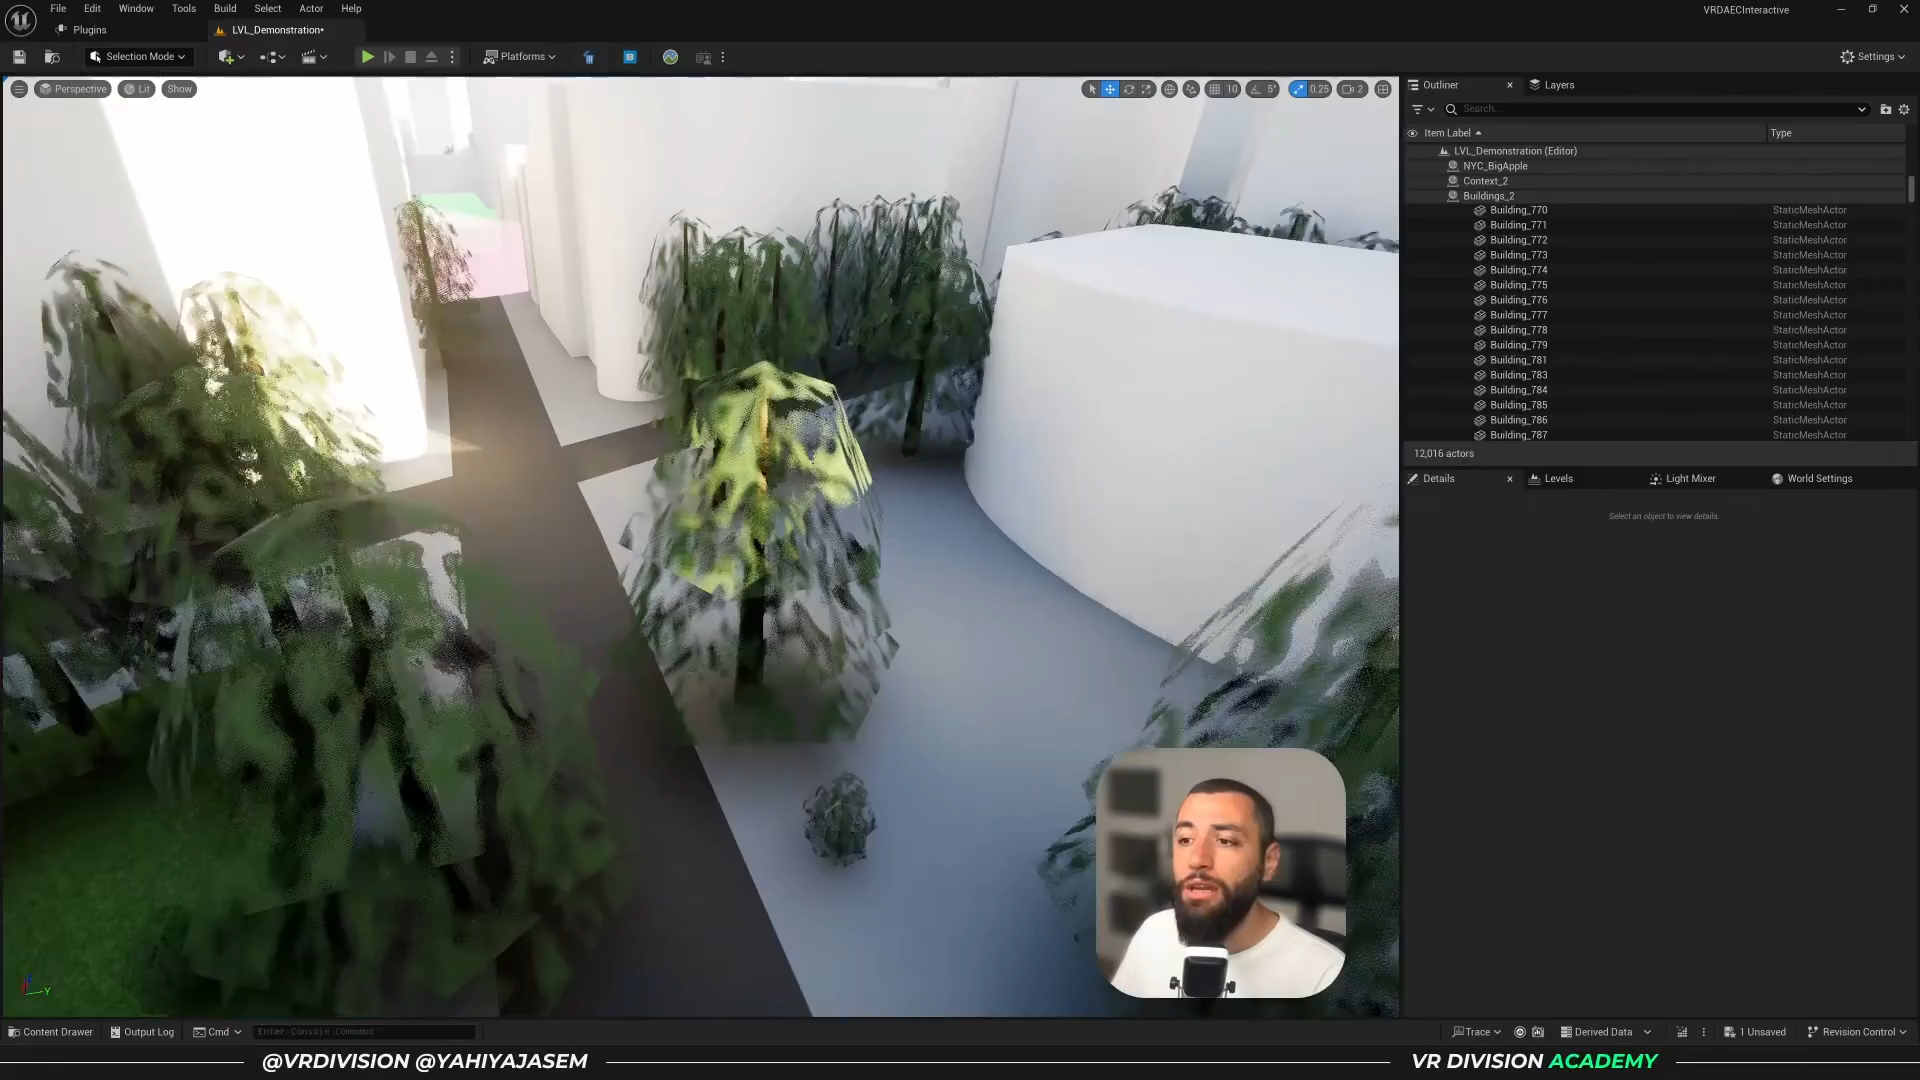 File Edit Window Tools Build Select Actor Help
VRDAECInteractive
Plugins
LVL_Demonstration•
Selection Mode
Platforms
Settings
Perspective
Lit
Show
10
5°
0.25
2
Outliner
Layers
Search...
Item Label
Type
LVL_Demonstration (Editor)
NYC_BigApple
Context_2
Buildings_2
Building_770 StaticMeshActor
Building_771 StaticMeshActor
Building_772 StaticMeshActor
Building_773 StaticMeshActor
Building_774 StaticMeshActor
Building_775 StaticMeshActor
Building_776 StaticMeshActor
Building_777 StaticMeshActor
Building_778 StaticMeshActor
Building_779 StaticMeshActor
Building_781 StaticMeshActor
Building_783 StaticMeshActor
Building_784 StaticMeshActor
Building_785 StaticMeshActor
Building_786 StaticMeshActor
Building_787 StaticMeshActor
12,016 actors
Details
Levels
Light Mixer
World Settings
Select an object to view details.
Y
Content Drawer
Output Log
Cmd
Enter Console Command
Trace
Derived Data
1 Unsaved
Revision Control
@VRDIVISION @YAHIYAJASEM
VR DIVISION ACADEMY